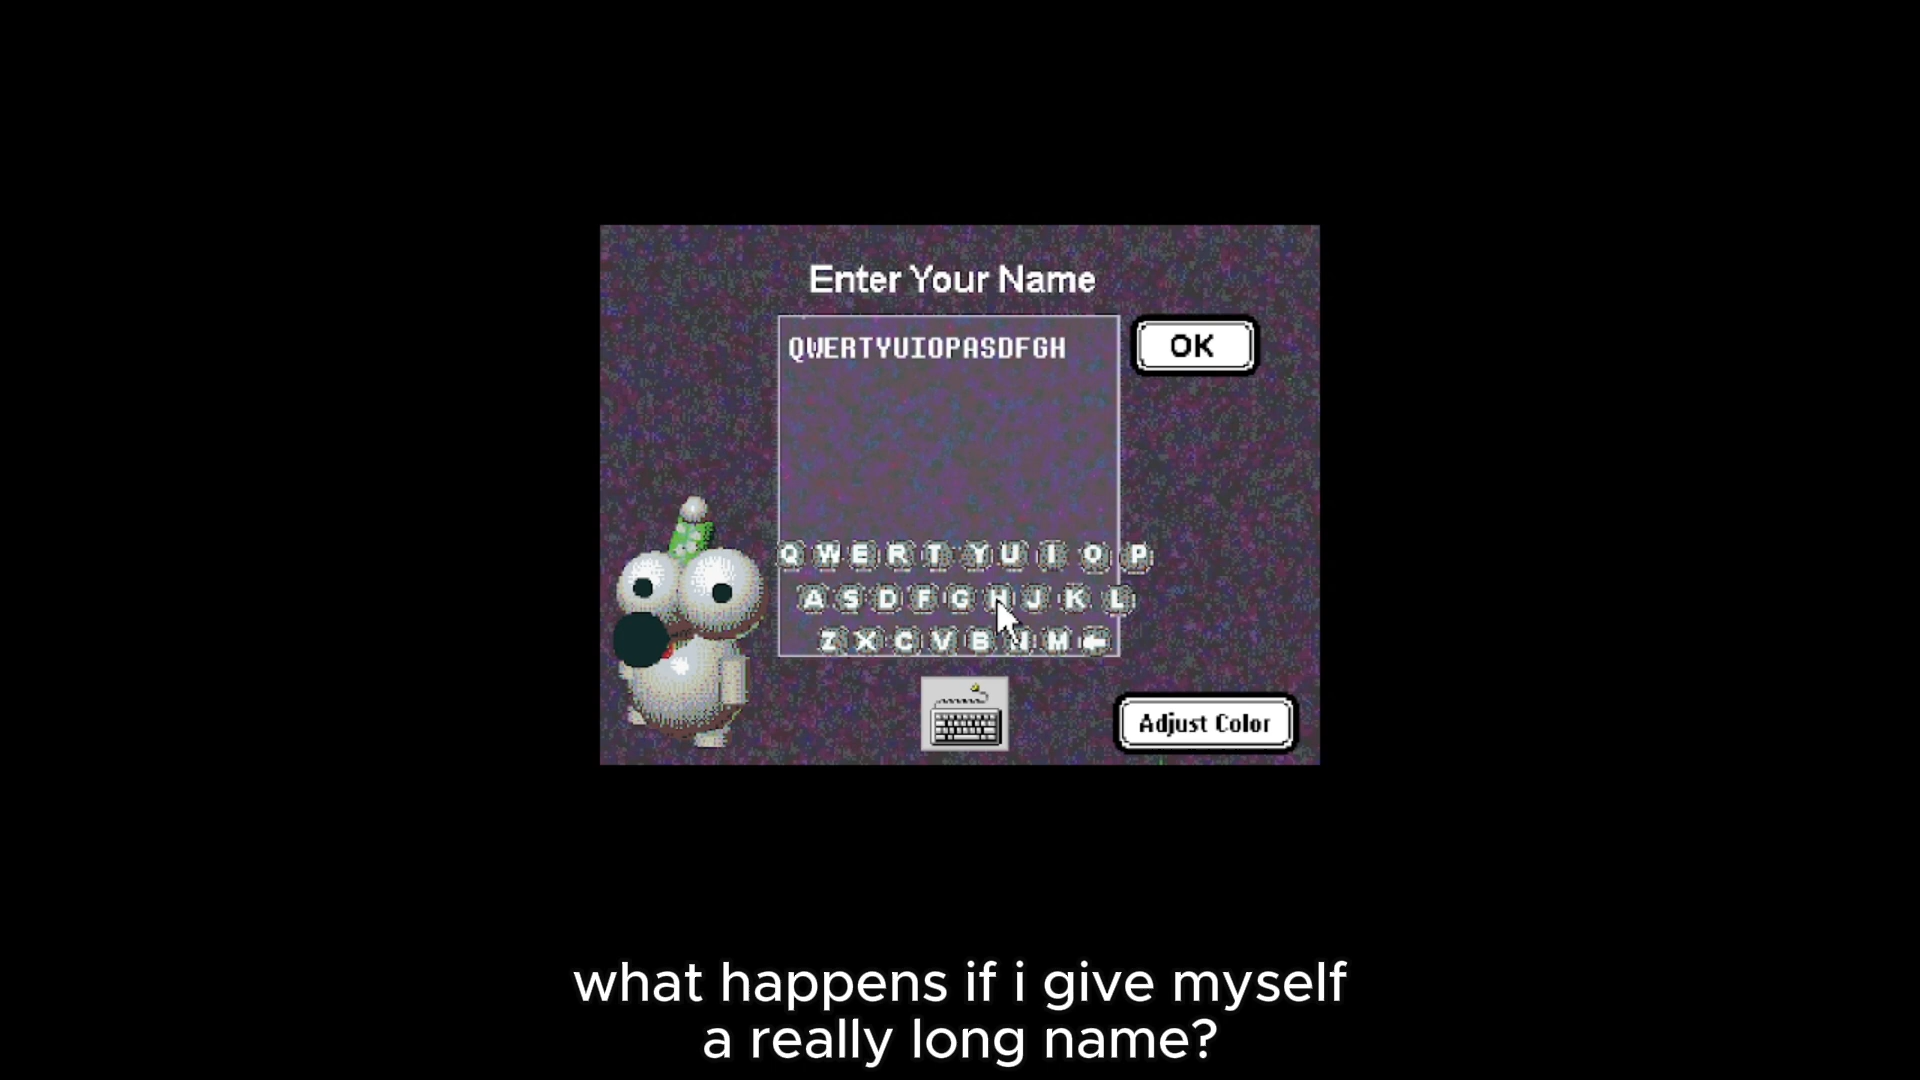 Enter Your Name
QWERTYUIOPASDFGH
OK
Q W E R T Y U I O P
A S D F G H J K L
Z X C V B N M
Adjust Color
what happens if i give myself
a really long name?